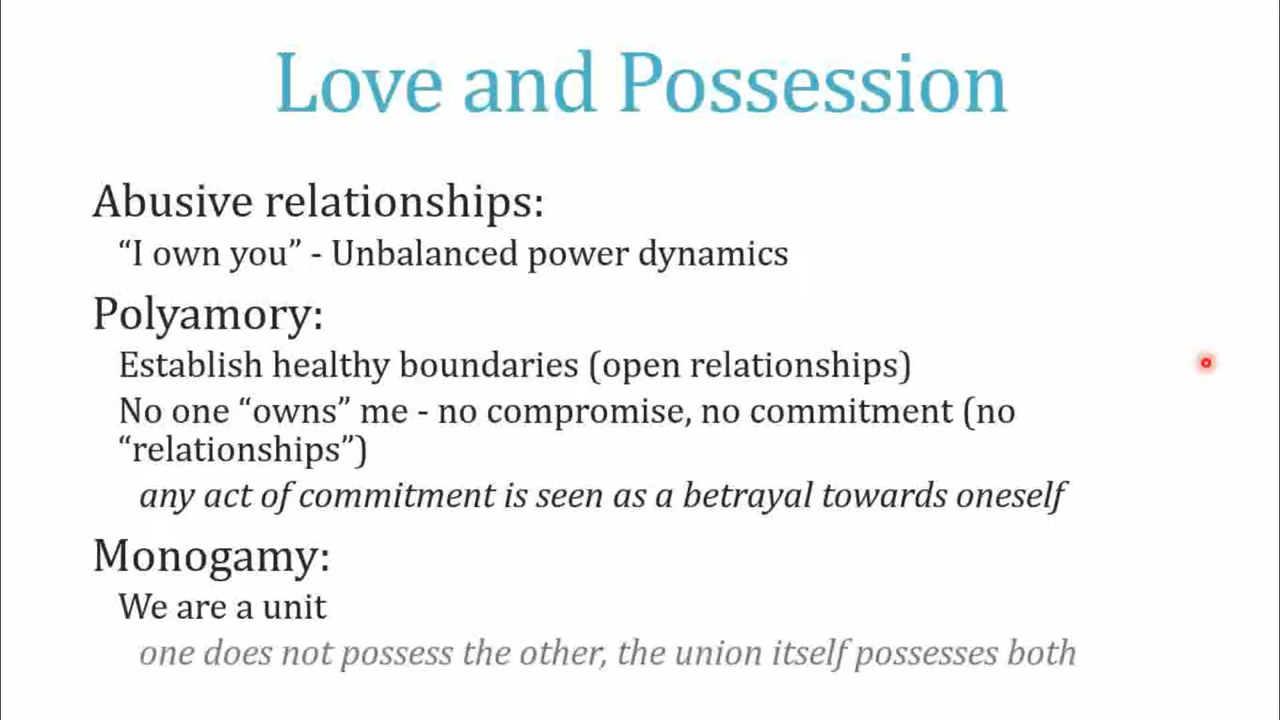 Love and Possession
Abusive relationships:
“I own you” - Unbalanced power dynamics
Polyamory:
Establish healthy boundaries (open relationships)
No one “owns” me - no compromise, no commitment (no
“relationships”)
any act of commitment is seen as a betrayal towards oneself
Monogamy:
We are a unit
one does not possess the other, the union itself possesses both